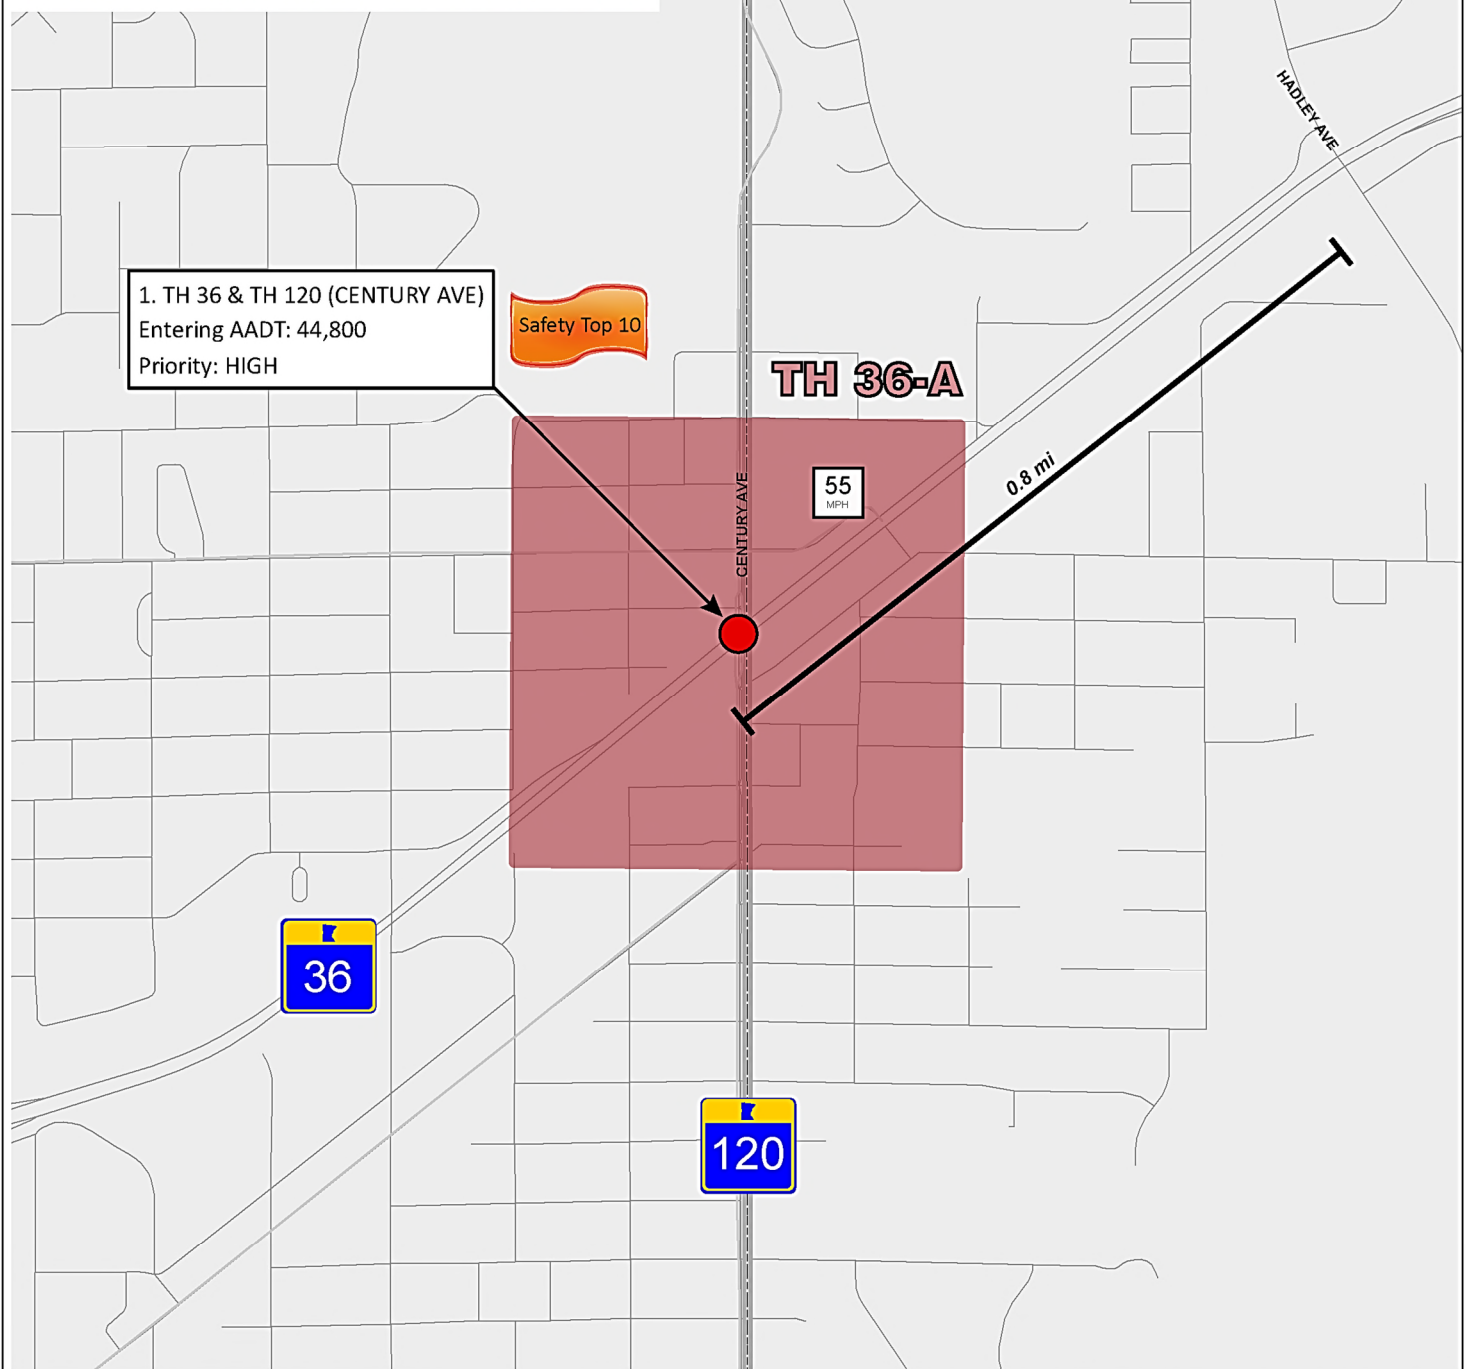 HADLEY AVE
1. TH 36 & TH 120 (CENTURY AVE)
Entering AADT: 44,800
Priority: HIGH
Safety Top 10
TH 36-A
0.8 mi
55
MPH
CENTURY AVE
36
120